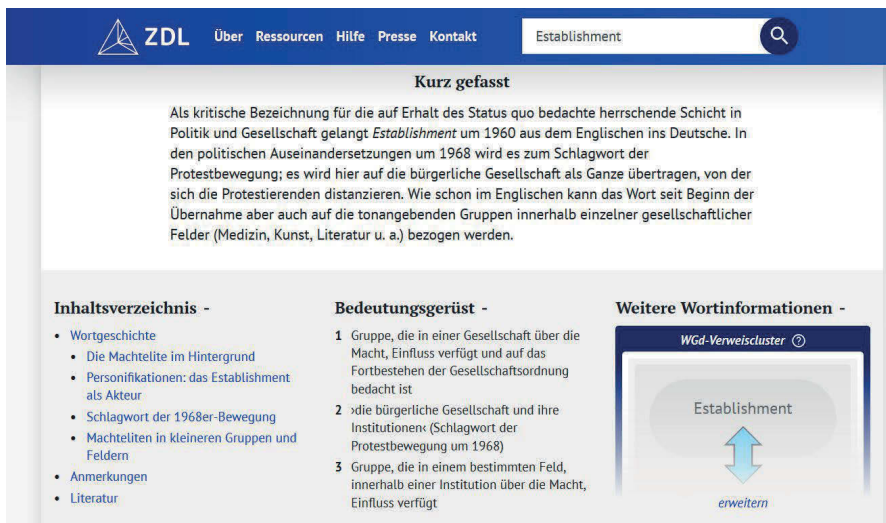 ZDL Über Ressourcen Hilfe Presse Kontakt Establishment
Kurz gefasst
Als kritische Bezeichnung für die auf Erhalt des Status quo bedachte herrschende Schicht in
Politik und Gesellschaft gelangt Establishment um 1960 aus dem Englischen ins Deutsche. In
den politischen Auseinandersetzungen um 1968 wird es zum Schlagwort der
Protestbewegung; es wird hier auf die bürgerliche Gesellschaft als Ganze übertragen, von der
sich die Protestierenden distanzieren. Wie schon im Englischen kann das Wort seit Beginn der
Übernahme aber auch auf die tonangebenden Gruppen innerhalb einzelner gesellschaftlicher
Felder (Medizin, Kunst, Literatur u. a.) bezogen werden.
Inhaltsverzeichnis -
• Wortgeschichte
• Die Machtelite im Hintergrund
• Personifikationen: das Establishment
als Akteur
• Schlagwort der 1968er-Bewegung
• Machteliten in kleineren Gruppen und
Feldern
• Anmerkungen
• Literatur
Bedeutungsgerüst -
1 Gruppe, die in einer Gesellschaft über die
Macht, Einfluss verfügt und auf das
Fortbestehen der Gesellschaftsordnung
bedacht ist
2 ›die bürgerliche Gesellschaft und ihre
Institutionen‹ (Schlagwort der
Protestbewegung um 1968)
3 Gruppe, die in einem bestimmten Feld,
innerhalb einer Institution über die Macht,
Einfluss verfügt
Weitere Wortinformationen -
WGd-Verweiscluster ?
Establishment
erweitern